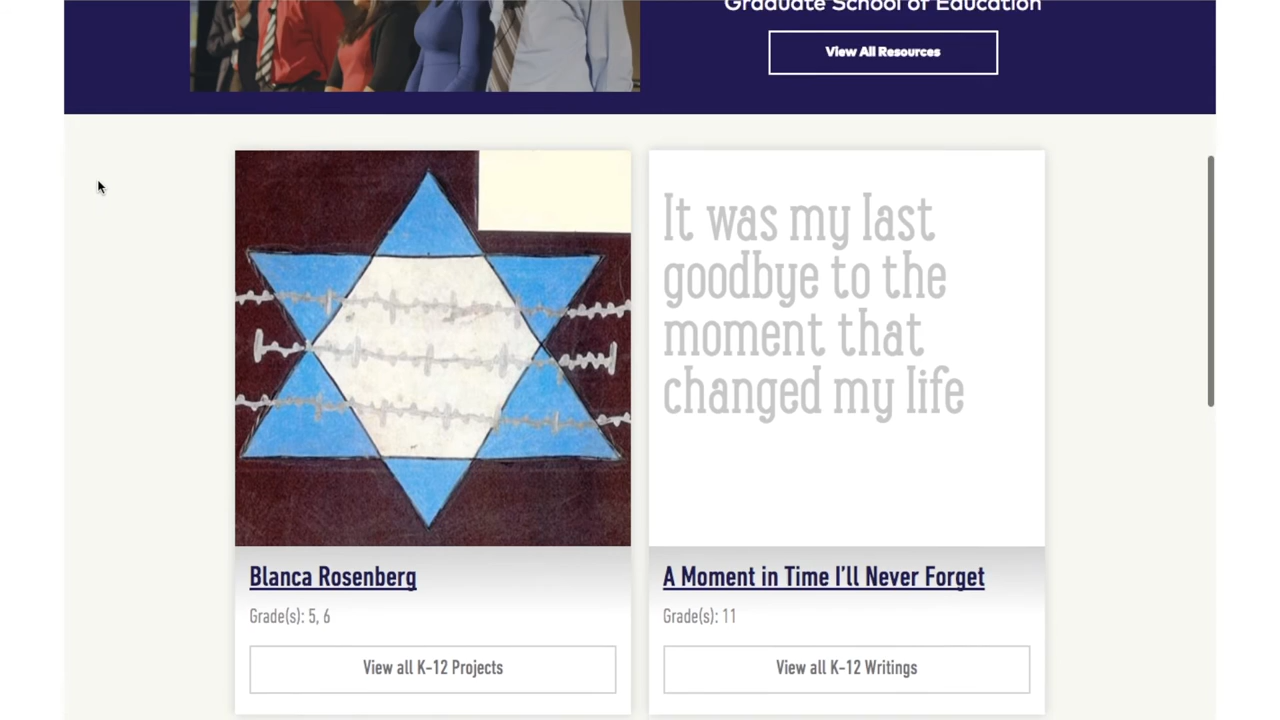 Graduate School of Education
View All Resources
It was my last
goodbye to the
moment that
changed my life
Blanca Rosenberg
A Moment in Time I'll Never Forget
Grade(s): 5, 6
Grade(s): 11
View all K-12 Projects
View all K-12 Writings